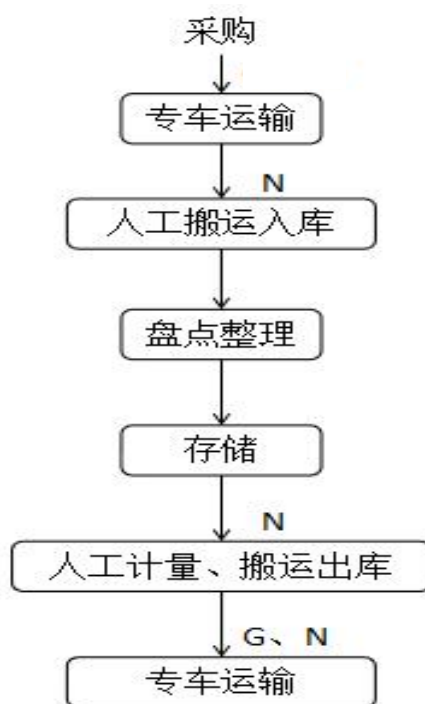 采购
专车运输
N
人工搬运入库
盘点整理
存储
N
人工计量、搬运出库
G、N
专车运输